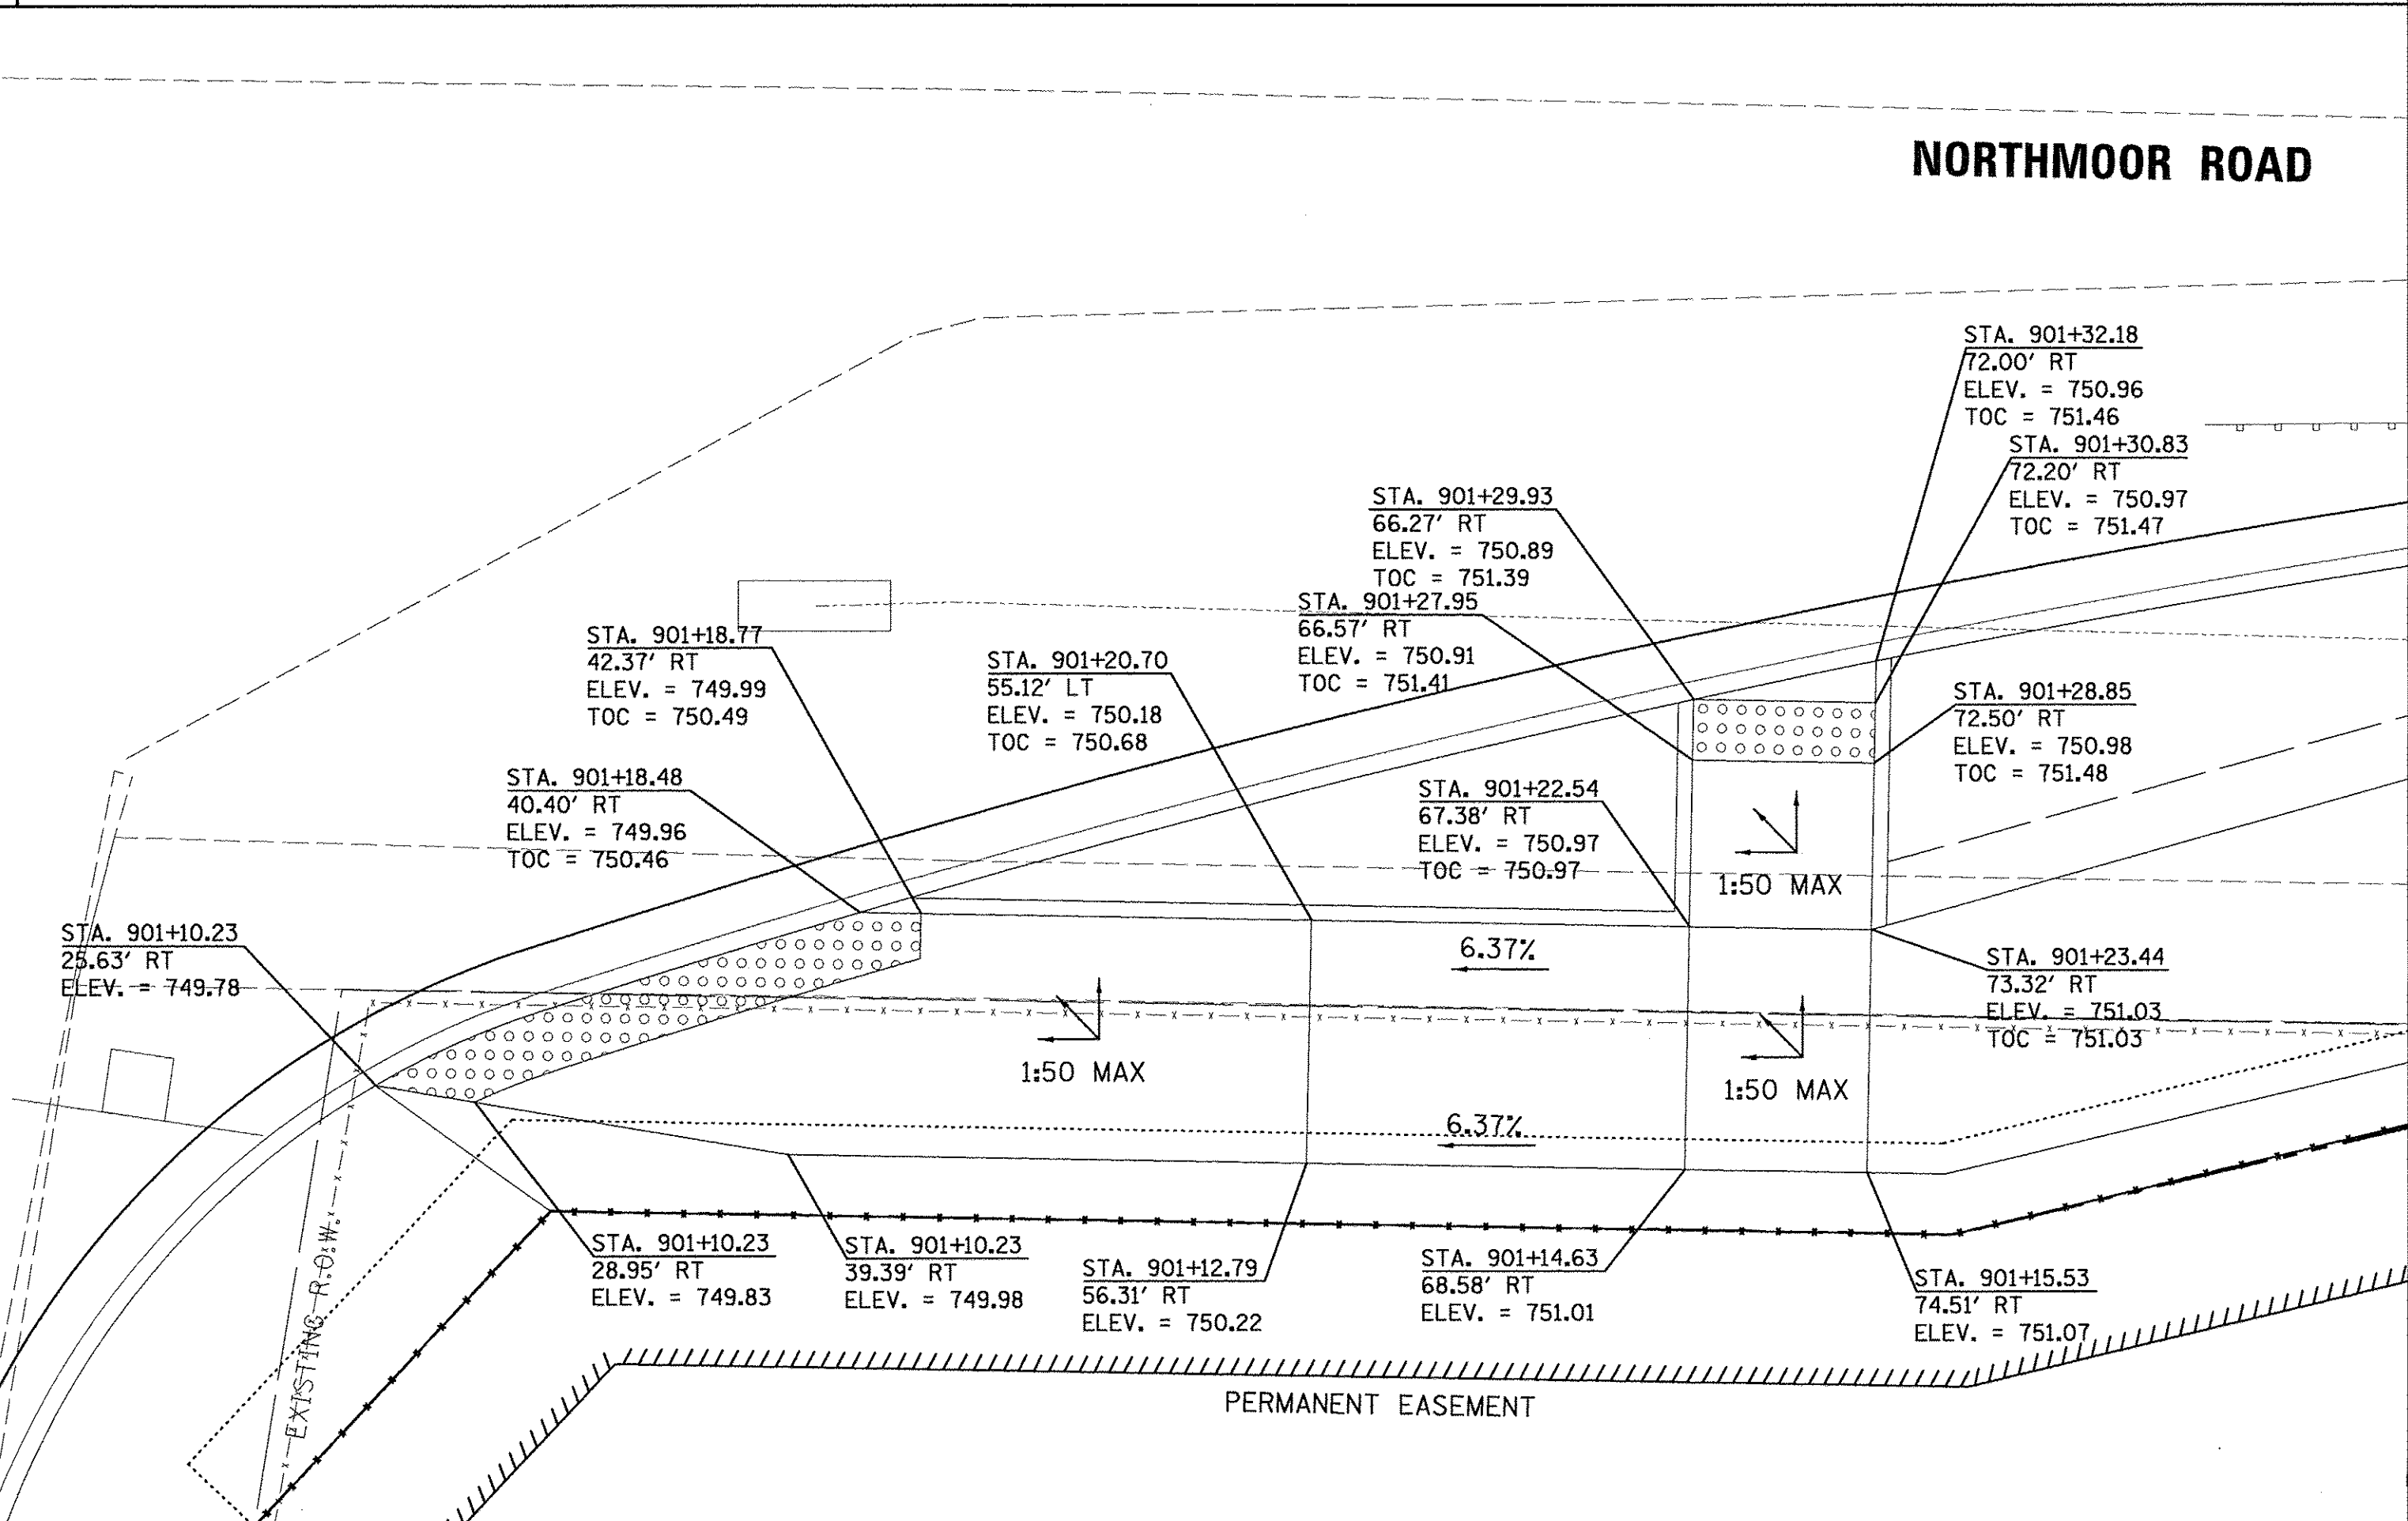 NORTHMOOR ROAD
STA. 901+32.18
72.00' RT
ELEV. = 750.96
TOC = 751.46
STA. 901+30.83
72.20' RT
ELEV. = 750.97
TOC = 751.47
STA. 901+29.93
66.27' RT
ELEV. = 750.89
TOC = 751.39
STA. 901+27.95
66.57' RT
ELEV. = 750.91
TOC = 751.41
STA. 901+18.77
42.37' RT
ELEV. = 749.99
TOC = 750.49
STA. 901+20.70
55.12' LT
ELEV. = 750.18
TOC = 750.68
STA. 901+28.85
72.50' RT
ELEV. = 750.98
TOC = 751.48
STA. 901+18.48
40.40' RT
ELEV. = 749.96
TOC = 750.46
STA. 901+22.54
67.38' RT
ELEV. = 750.97
TOC = 750.97
1:50 MAX
STA. 901+10.23
25.63' RT
ELEV. = 749.78
6.37%
STA. 901+23.44
73.32' RT
ELEV. = 751.03
TOC = 751.03
1:50 MAX
1:50 MAX
6.37%
EXISTING R.O.W.
STA. 901+10.23
28.95' RT
ELEV. = 749.83
STA. 901+10.23
39.39' RT
ELEV. = 749.98
STA. 901+12.79
56.31' RT
ELEV. = 750.22
STA. 901+14.63
68.58' RT
ELEV. = 751.01
STA. 901+15.53
74.51' RT
ELEV. = 751.07
PERMANENT EASEMENT